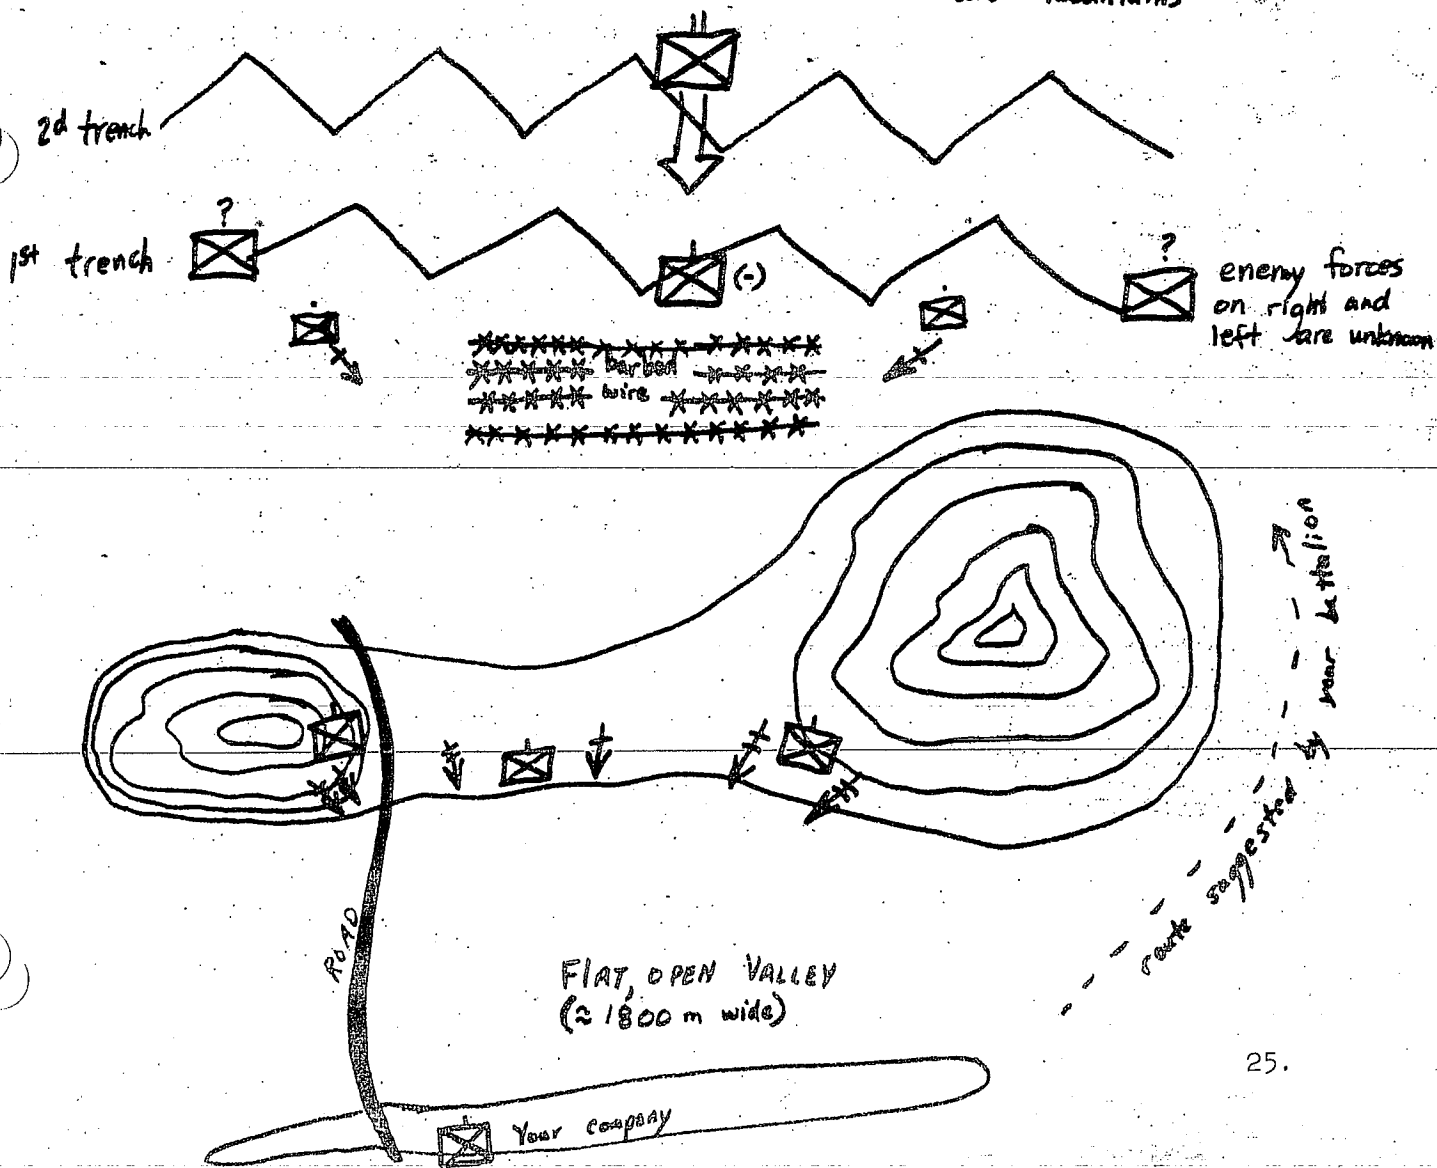 mountains
2d trench
?
1st trench
(-)
?
enemy forces
on right and
left are unknown
barbed
wire
route suggested by your battalion
ROAD
FLAT, OPEN VALLEY
(≈ 1800 m wide)
25.
Your company